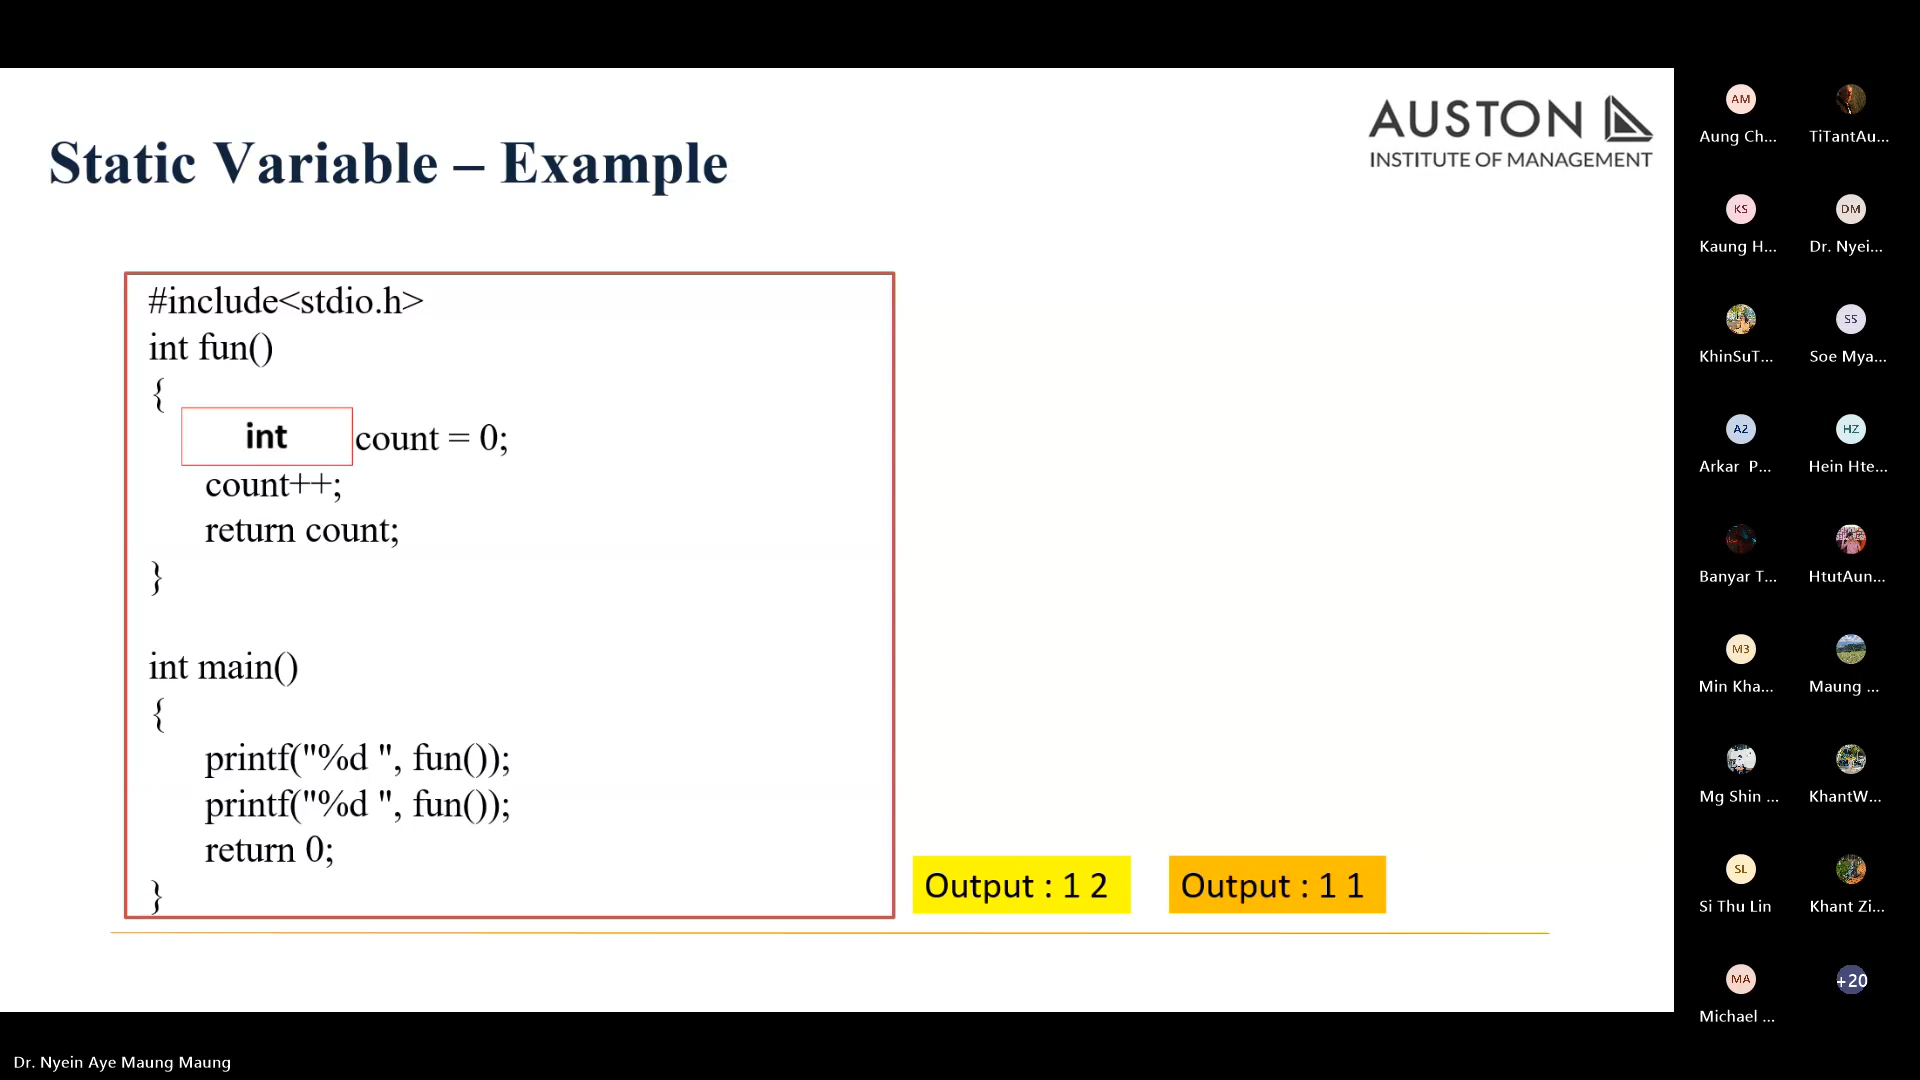 AUSTON
INSTITUTE OF MANAGEMENT
Static Variable – Example
#include<stdio.h>
int fun()
{
int count = 0;
count++;
return count;
}
int main()
{
printf("%d ", fun());
printf("%d ", fun());
return 0;
}
Output : 1 2
Output : 1 1
AM
Aung Ch...
TiTantAu...
KS
Kaung H...
DM
Dr. Nyei...
KhinSuT...
SS
Soe Mya...
A2
Arkar P...
HZ
Hein Hte...
Banyar T...
HtutAun...
M3
Min Kha...
Maung ...
Mg Shin ...
KhantW...
SL
Si Thu Lin
Khant Zi...
MA
Michael ...
+20
Dr. Nyein Aye Maung Maung